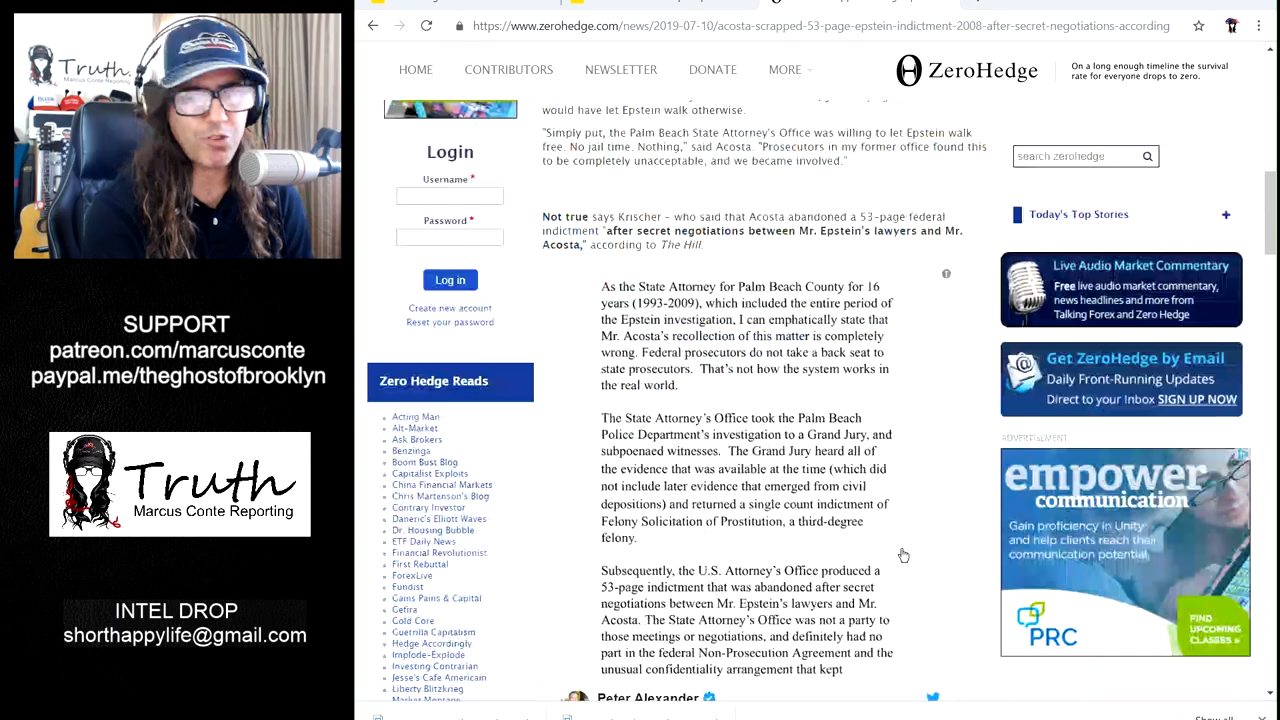 https://www.zerohedge.com/news/2019-07-10/acosta-scrapped-53-page-epstein-indictment-2008-after-secret-negotiations-according
Truth.
Marcus Conte Reporting
SUPPORT
patreon.com/marcusconte
paypal.me/theghostofbrooklyn
Truth
Marcus Conte Reporting
INTEL DROP
shorthappylife@gmail.com
HOME
CONTRIBUTORS
NEWSLETTER
DONATE
MORE
ZeroHedge
On a long enough timeline the survival
rate for everyone drops to zero.
Login
Username *
Password *
Log in
Create new account
Reset your password
Zero Hedge Reads
Acting Man
Alt-Market
Ask Brokers
Benzinga
Boom Bust Blog
Capitalist Exploits
China Financial Markets
Chris Martenson's Blog
Contrary Investor
Daneric's Elliott Waves
Dr. Housing Bubble
ETF Daily News
Financial Revolutionist
First Rebuttal
ForexLive
Fundist
Gains Pains & Capital
Gefira
Gold Core
Guerrilla Capitalism
Hedge Accordingly
Implode-Explode
Investing Contrarian
Jesse's Cafe American
Liberty Blitzkrieg
Market Montage
would have let Epstein walk otherwise.
"Simply put, the Palm Beach State Attorney's Office was willing to let Epstein walk
free. No jail time. Nothing," said Acosta. "Prosecutors in my former office found this
to be completely unacceptable, and we became involved."
Not true says Krischer - who said that Acosta abandoned a 53-page federal
indictment "after secret negotiations between Mr. Epstein's lawyers and Mr.
Acosta," according to The Hill.
As the State Attorney for Palm Beach County for 16
years (1993-2009), which included the entire period of
the Epstein investigation, I can emphatically state that
Mr. Acosta's recollection of this matter is completely
wrong. Federal prosecutors do not take a back seat to
state prosecutors. That's not how the system works in
the real world.
The State Attorney's Office took the Palm Beach
Police Department's investigation to a Grand Jury, and
subpoenaed witnesses. The Grand Jury heard all of
the evidence that was available at the time (which did
not include later evidence that emerged from civil
depositions) and returned a single count indictment of
Felony Solicitation of Prostitution, a third-degree
felony.
Subsequently, the U.S. Attorney's Office produced a
53-page indictment that was abandoned after secret
negotiations between Mr. Epstein's lawyers and Mr.
Acosta. The State Attorney's Office was not a party to
those meetings or negotiations, and definitely had no
part in the federal Non-Prosecution Agreement and the
unusual confidentiality arrangement that kept
Peter Alexander
search zerohedge
Today's Top Stories
+
Live Audio Market Commentary
Free live audio market commentary,
news headlines and more from
Talking Forex and Zero Hedge
Get ZeroHedge by Email
Daily Front-Running Updates
Direct to your Inbox SIGN UP NOW
ADVERTISEMENT
empower
communication
Gain proficiency in Unity
and help clients reach their
communication potential
PRC
FIND
UPCOMING
CLASSES
Show all